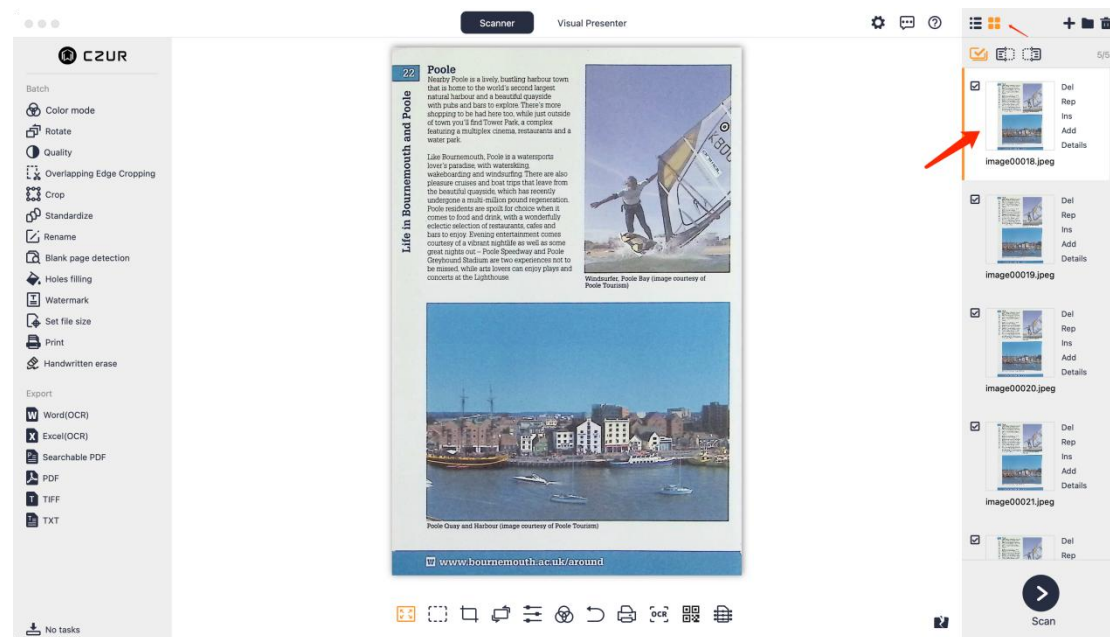 Scanner
Visual Presenter
CZUR
Batch
Color mode
Rotate
Quality
Overlapping Edge Cropping
Crop
Standardize
Rename
Blank page detection
Holes filling
Watermark
Set file size
Print
Handwritten erase
Export
Word(OCR)
Excel(OCR)
Searchable PDF
PDF
TIFF
TXT
No tasks
22
Life in Bournemouth and Poole
Poole
Nearby Poole is a lively, bustling harbour town
that is home to the world's second largest
natural harbour and a beautiful quayside
with pubs and bars to explore. There's more
shopping to be had here too, while just outside
of town you'll find Tower Park, a complex
featuring a multiplex cinema, restaurants and a
water park.
Like Bournemouth, Poole is a watersports
lover's paradise, with waterskiing,
wakeboarding and windsurfing. There are also
pleasure cruises and boat trips that leave from
the beautiful quayside, which has recently
undergone a multi-million pound regeneration.
Poole residents are spoilt for choice when it
comes to food and drink, with a wonderfully
eclectic selection of restaurants, cafes and
bars to enjoy. Evening entertainment comes
courtesy of a vibrant nightlife as well as some
great nights out – Poole Speedway and Poole
Greyhound Stadium are two experiences not to
be missed, while arts lovers can enjoy plays and
concerts at the Lighthouse.
K 800
Windsurfer, Poole Bay (image courtesy of
Poole Tourism)
Poole Quay and Harbour (image courtesy of Poole Tourism)
W www.bournemouth.ac.uk/around
OCR
5/5
Del
Rep
Ins
Add
Details
image00018.jpeg
Del
Rep
Ins
Add
Details
image00019.jpeg
Del
Rep
Ins
Add
Details
image00020.jpeg
Del
Rep
Ins
Add
Details
image00021.jpeg
Del
Rep
Scan